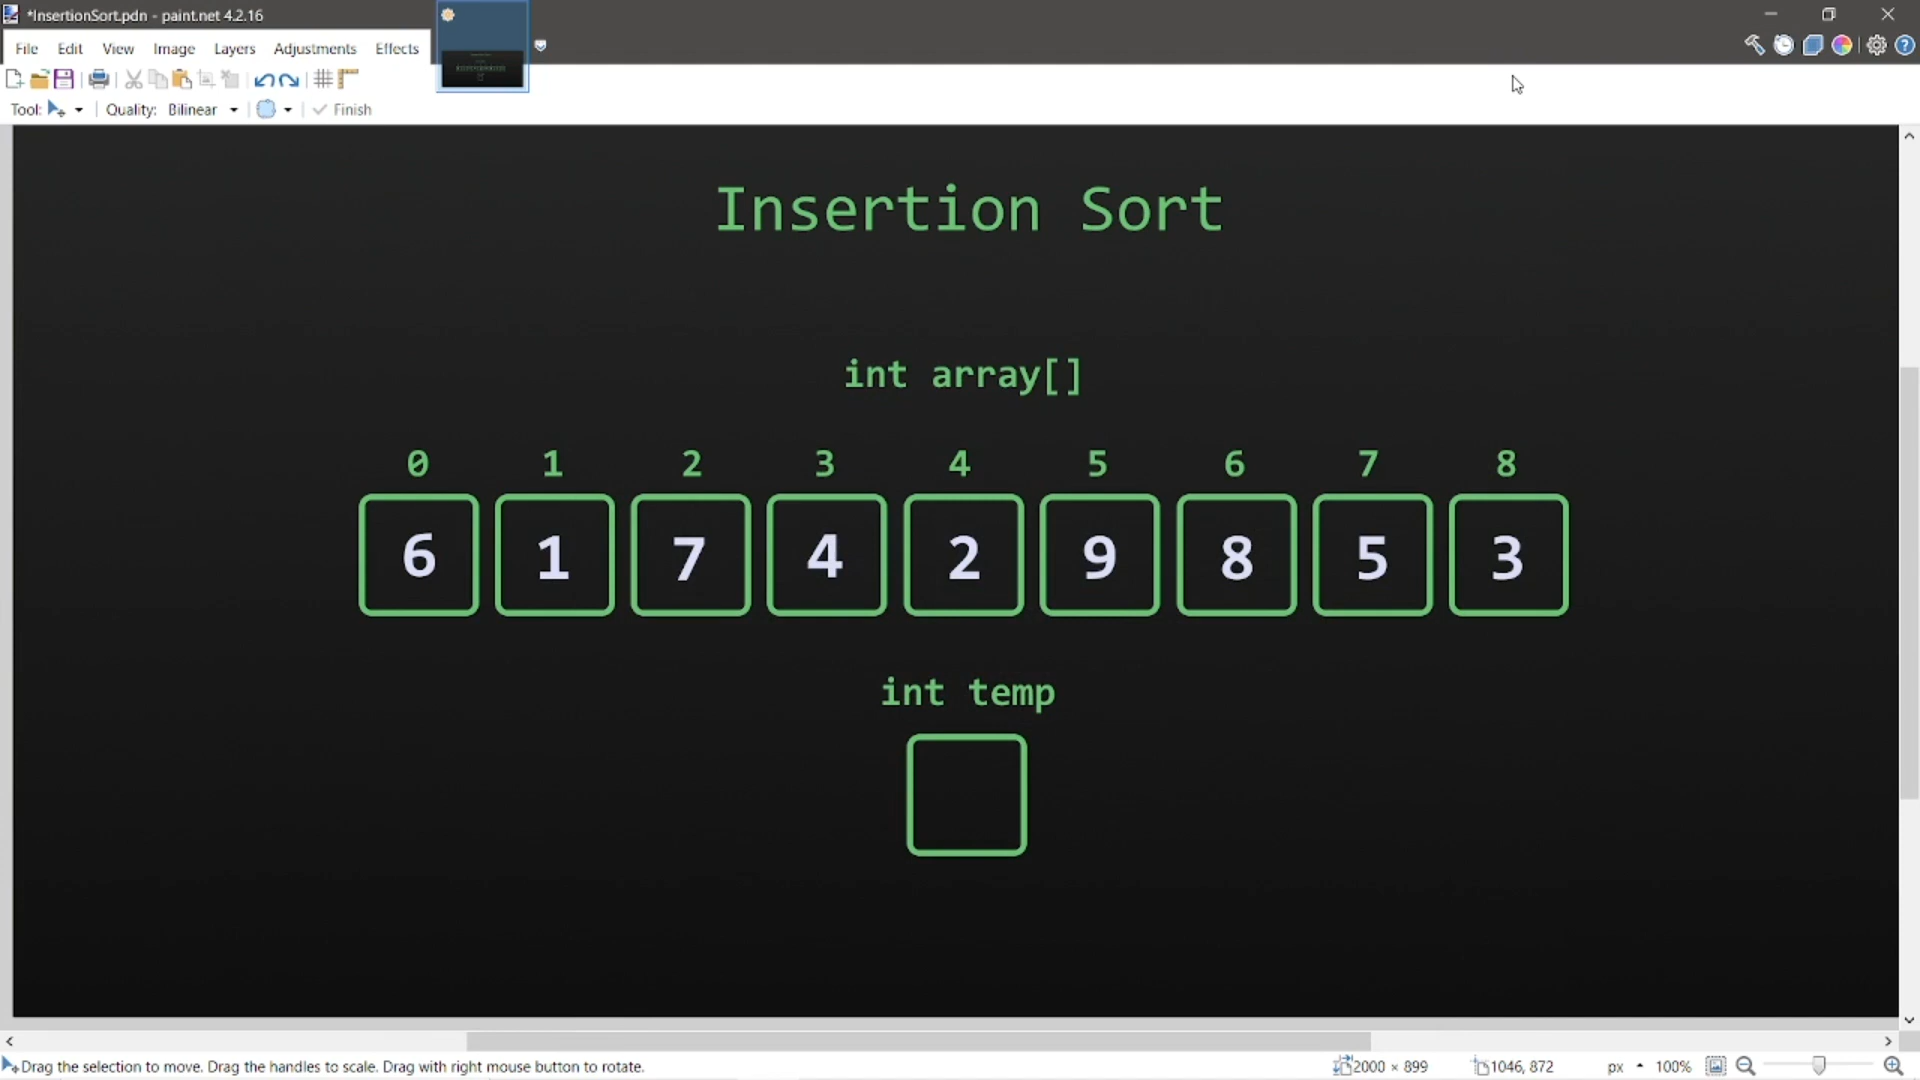 *InsertionSort.pdn - paint.net 4.2.16
File Edit View Image Layers Adjustments Effects
Tool: Quality: Bilinear Finish
Insertion Sort
int array[]
0 1 2 3 4 5 6 7 8
6 1 7 4 2 9 8 5 3
int temp
Drag the selection to move. Drag the handles to scale. Drag with right mouse button to rotate. 2000 × 899 1046, 872 px 100%